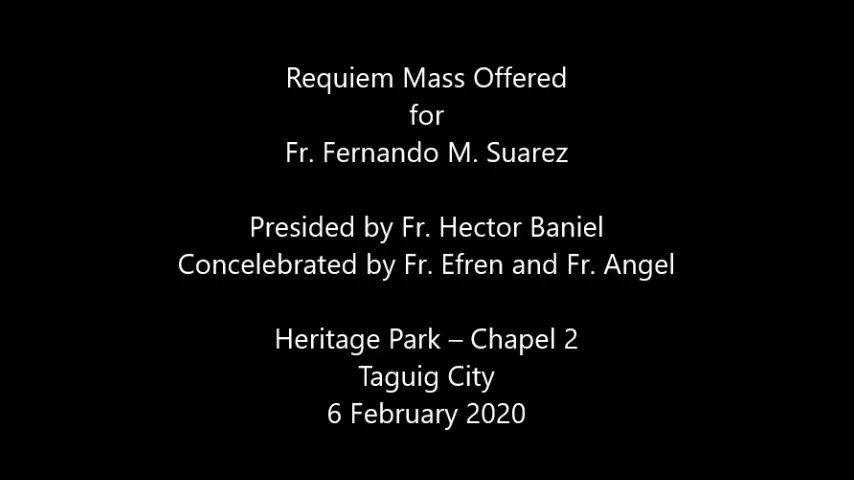 Requiem Mass Offered
for
Fr. Fernando M. Suarez
Presided by Fr. Hector Baniel
Concelebrated by Fr. Efren and Fr. Angel
Heritage Park – Chapel 2
Taguig City
6 February 2020